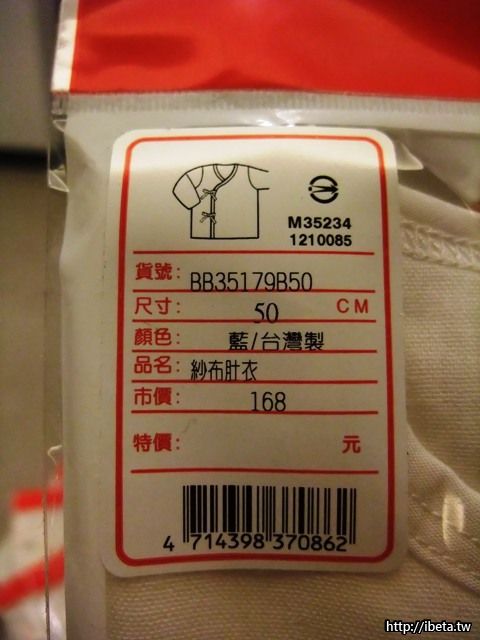 M35234
1210085
貨號: BB35179B50
尺寸: 50 CM
顏色: 藍/台灣製
品名: 紗布肚衣
市價: 168
特價: 元
4 714398 370862
http://ibeta.tw